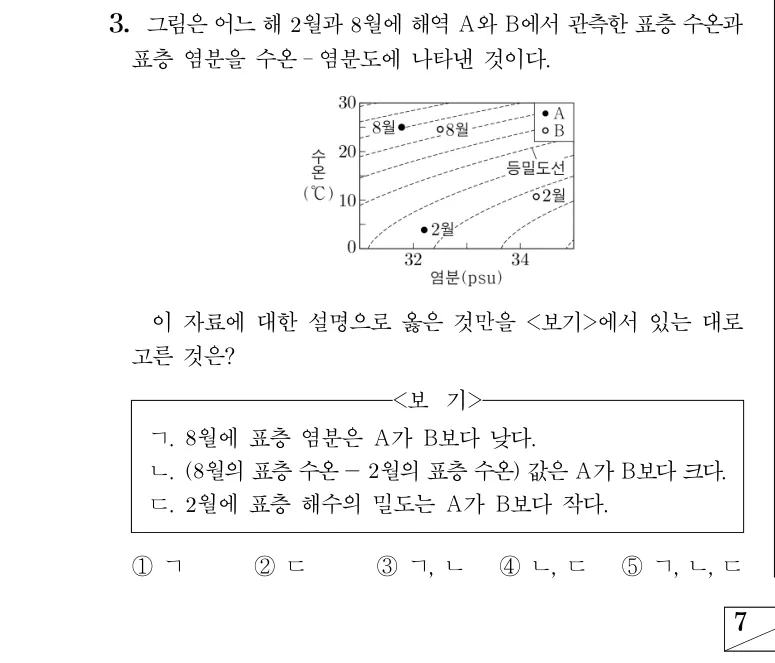 3. 그림은 어느 해 2월과 8월에 해역 A와 B에서 관측한 표층 수온과
표층 염분을 수온-염분도에 나타낸 것이다.
30
20
10
0
수온
(℃)
8월
8월
A
B
등밀도선
2월
2월
32
34
염분(psu)
이 자료에 대한 설명으로 옳은 것만을 <보기>에서 있는 대로
고른 것은?
<보 기>
ㄱ. 8월에 표층 염분은 A가 B보다 낮다.
ㄴ. (8월의 표층 수온 - 2월의 표층 수온) 값은 A가 B보다 크다.
ㄷ. 2월에 표층 해수의 밀도는 A가 B보다 작다.
① ㄱ ② ㄷ ③ ㄱ, ㄴ ④ ㄴ, ㄷ ⑤ ㄱ, ㄴ, ㄷ
7